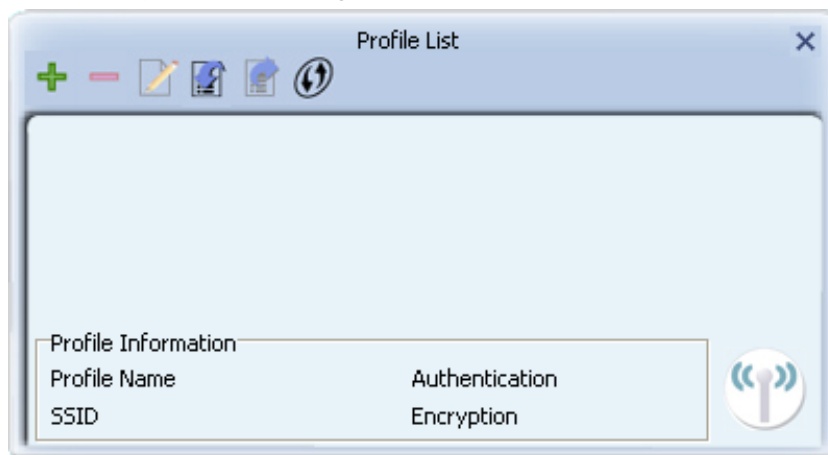 Profile List
Profile Information
Profile Name
Authentication
SSID
Encryption